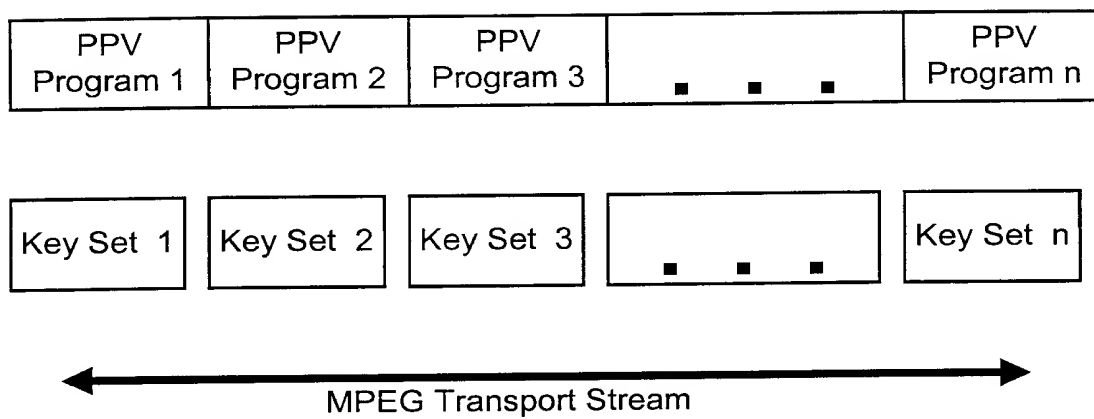 PPV
Program 1
PPV
Program 2
PPV
Program 3
. . .
PPV
Program n
Key Set 1
Key Set 2
Key Set 3
. . .
Key Set n
MPEG Transport Stream